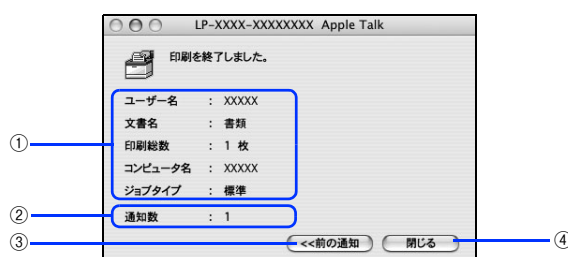 LP-XXXX-XXXXXXXX Apple Talk
印刷を終了しました。
ユーザー名 : XXXXX
文書名 : 書類
① 印刷総数 : 1 枚
コンピュータ名 : XXXXX
ジョブタイプ : 標準
② 通知数 : 1
③ <<前の通知 閉じる ④